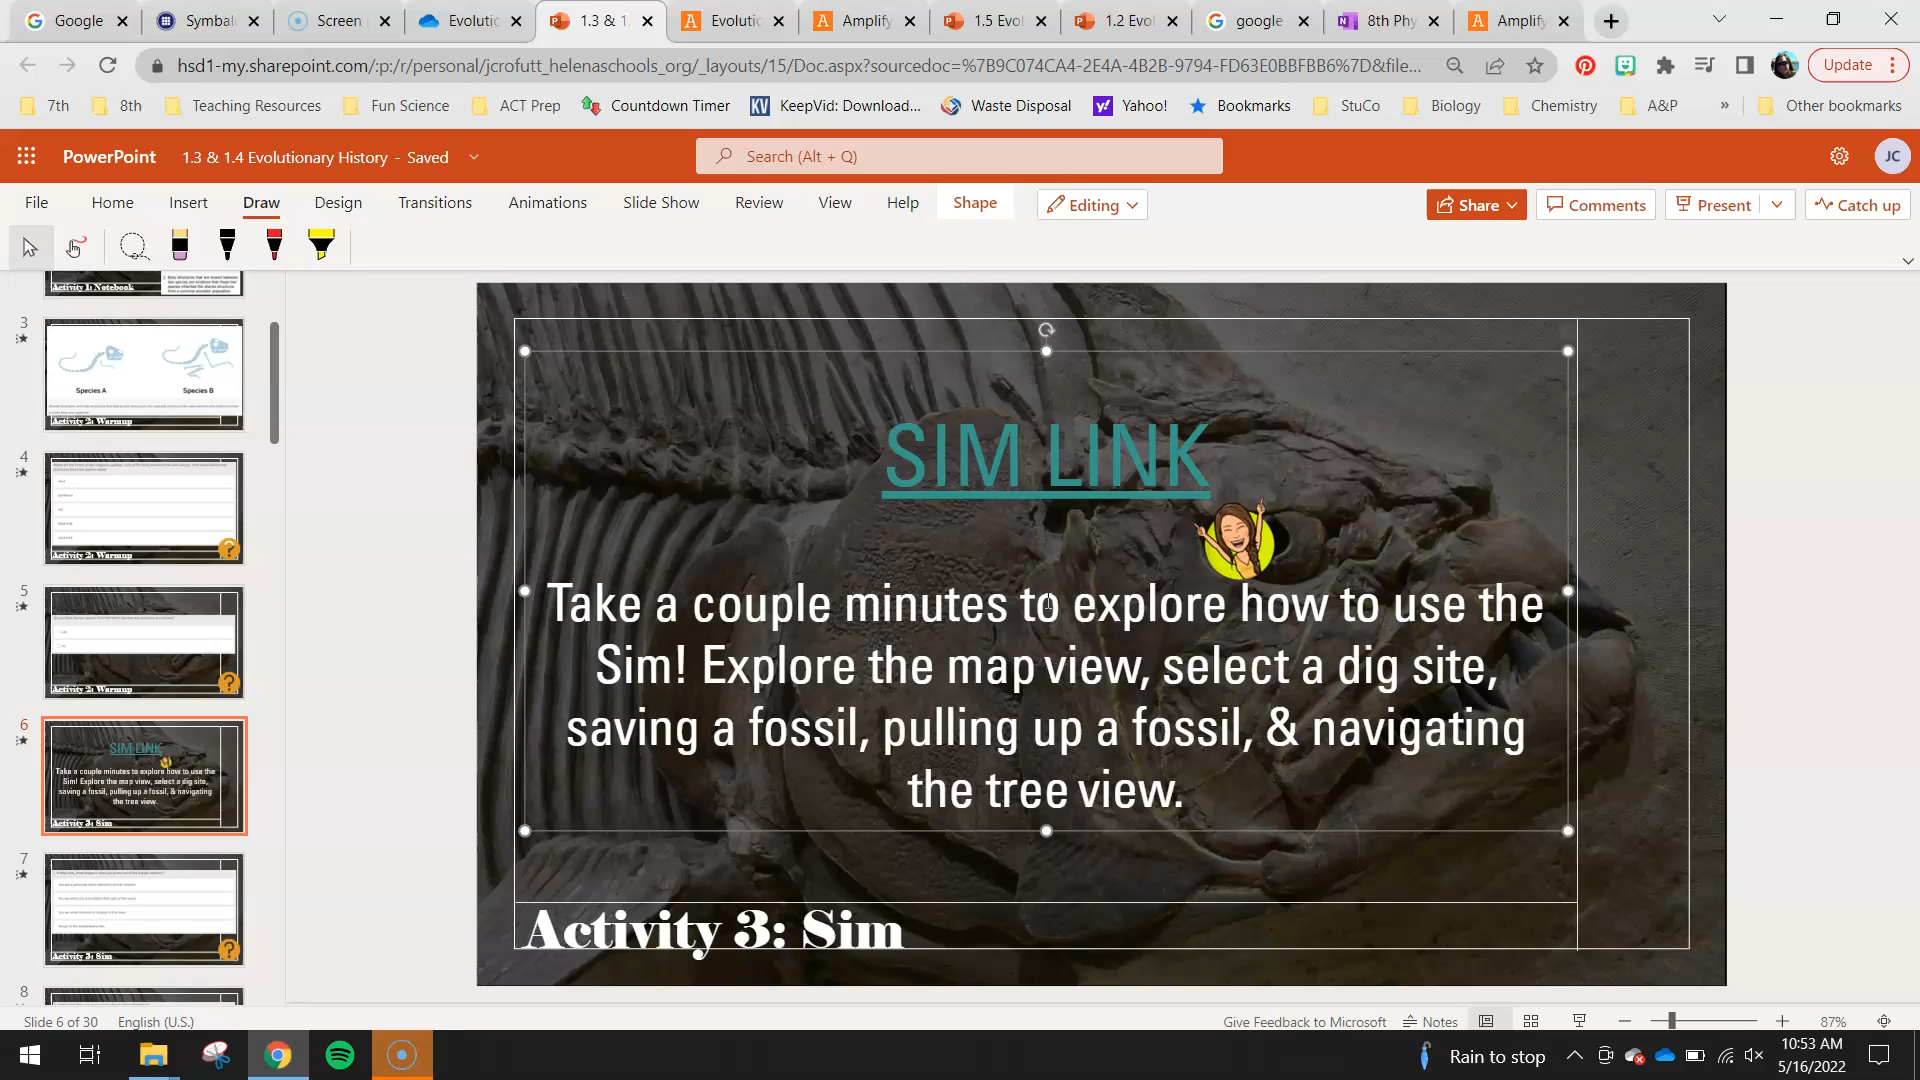 Google
Symbal
Screen
Evolutic
1.3 & 1.
Evolutic
Amplify
1.5 Evol
1.2 Evol
google
8th Phy
Amplify
hsd1-my.sharepoint.com/:p:/r/personal/jcrofutt_helenaschools_org/_layouts/15/Doc.aspx?sourcedoc=%7B9C074CA4-2E4A-4B2B-9794-FD63E0BBFBB6%7D&file...
Update
7th
8th
Teaching Resources
Fun Science
ACT Prep
Countdown Timer
KeepVid: Download...
Waste Disposal
Yahoo!
Bookmarks
StuCo
Biology
Chemistry
A&P
»
Other bookmarks
PowerPoint
1.3 & 1.4 Evolutionary History - Saved
Search (Alt + Q)
JC
File
Home
Insert
Draw
Design
Transitions
Animations
Slide Show
Review
View
Help
Shape
Editing
Share
Comments
Present
Catch up
Activity 1: Notebook
3
Species A
Species B
Activity 2: Warmup
4
Activity 2: Warmup
5
Activity 2: Warmup
6
SIM LINK
Take a couple minutes to explore how to use the
Sim! Explore the map view, select a dig site,
saving a fossil, pulling up a fossil, & navigating
the tree view.
Activity 3: Sim
7
Activity 3: Sim
8
SIM LINK
Take a couple minutes to explore how to use the
Sim! Explore the map view, select a dig site,
saving a fossil, pulling up a fossil, & navigating
the tree view.
Activity 3: Sim
Slide 6 of 30
English (U.S.)
Give Feedback to Microsoft
Notes
87%
Rain to stop
10:53 AM
5/16/2022